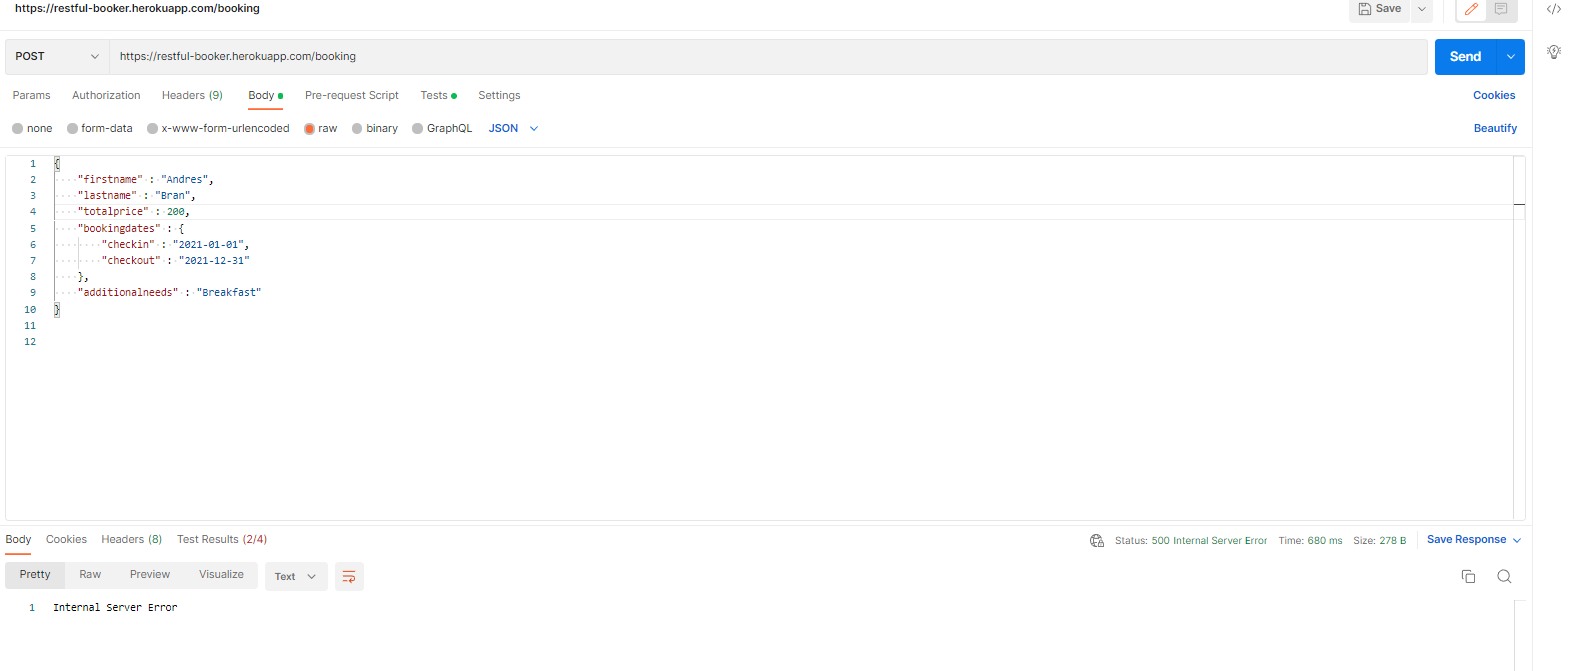 https://restful-booker.herokuapp.com/booking
Save
POST
https://restful-booker.herokuapp.com/booking
Send
Params Authorization Headers (9) Body Pre-request Script Tests Settings Cookies
none form-data x-www-form-urlencoded raw binary GraphQL JSON Beautify
1 {
2 "firstname" : "Andres",
3 "lastname" : "Bran",
4 "totalprice" : 200,
5 "bookingdates" : {
6 "checkin" : "2021-01-01",
7 "checkout" : "2021-12-31"
8 },
9 "additionalneeds" : "Breakfast"
10 }
11
12
Body Cookies Headers (8) Test Results (2/4) Status: 500 Internal Server Error Time: 680 ms Size: 278 B Save Response
Pretty Raw Preview Visualize Text
1 Internal Server Error